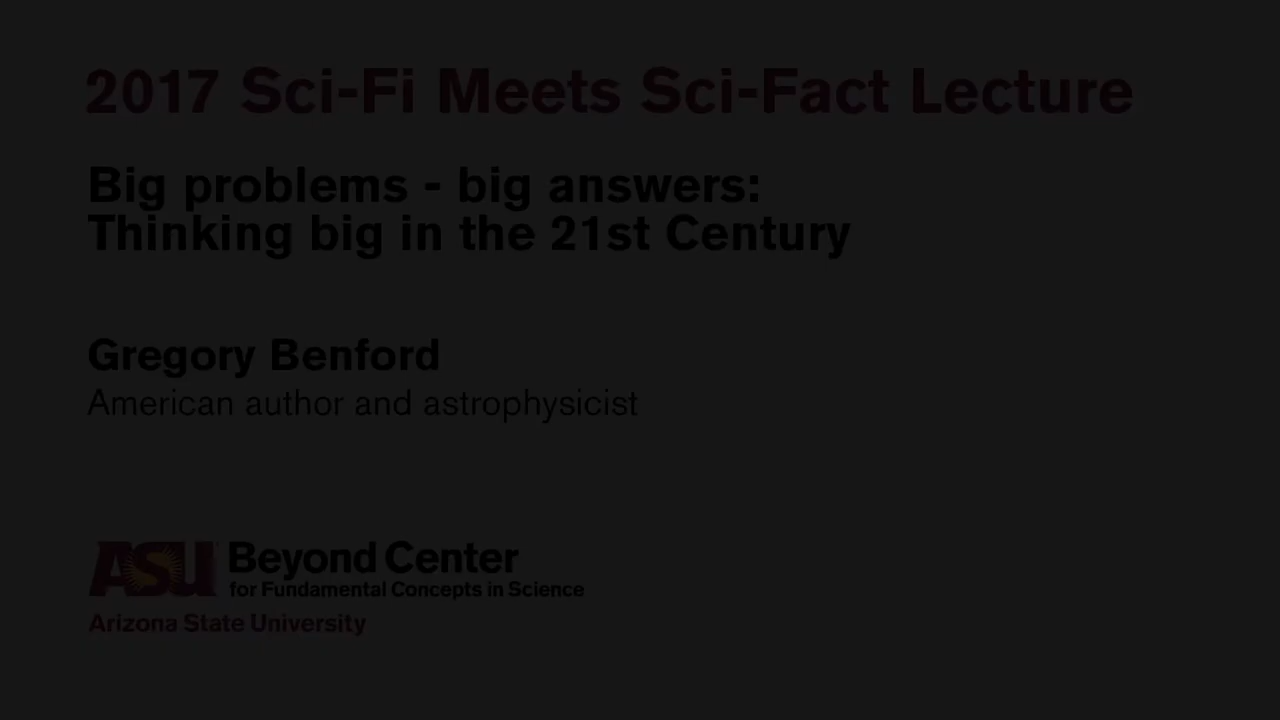 2017 Sci-Fi Meets Sci-Fact Lecture
Big problems - big answers:
Thinking big in the 21st Century
Gregory Benford
American author and astrophysicist
ASU Beyond Center
for Fundamental Concepts in Science
Arizona State University